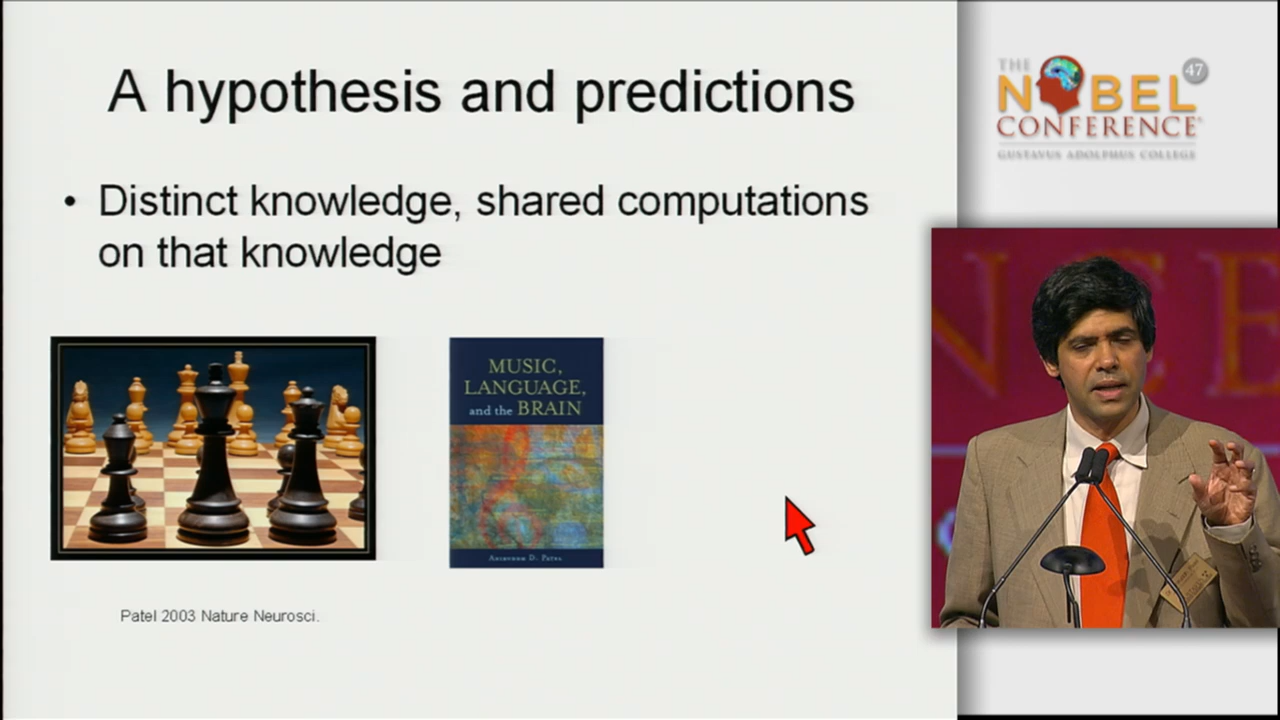 A hypothesis and predictions
• Distinct knowledge, shared computations
on that knowledge
MUSIC,
LANGUAGE,
and the BRAIN
Aniruddh D. Patel
Patel 2003 Nature Neurosci.
THE
NOBEL 47
CONFERENCE
GUSTAVUS ADOLPHUS COLLEGE
NCE